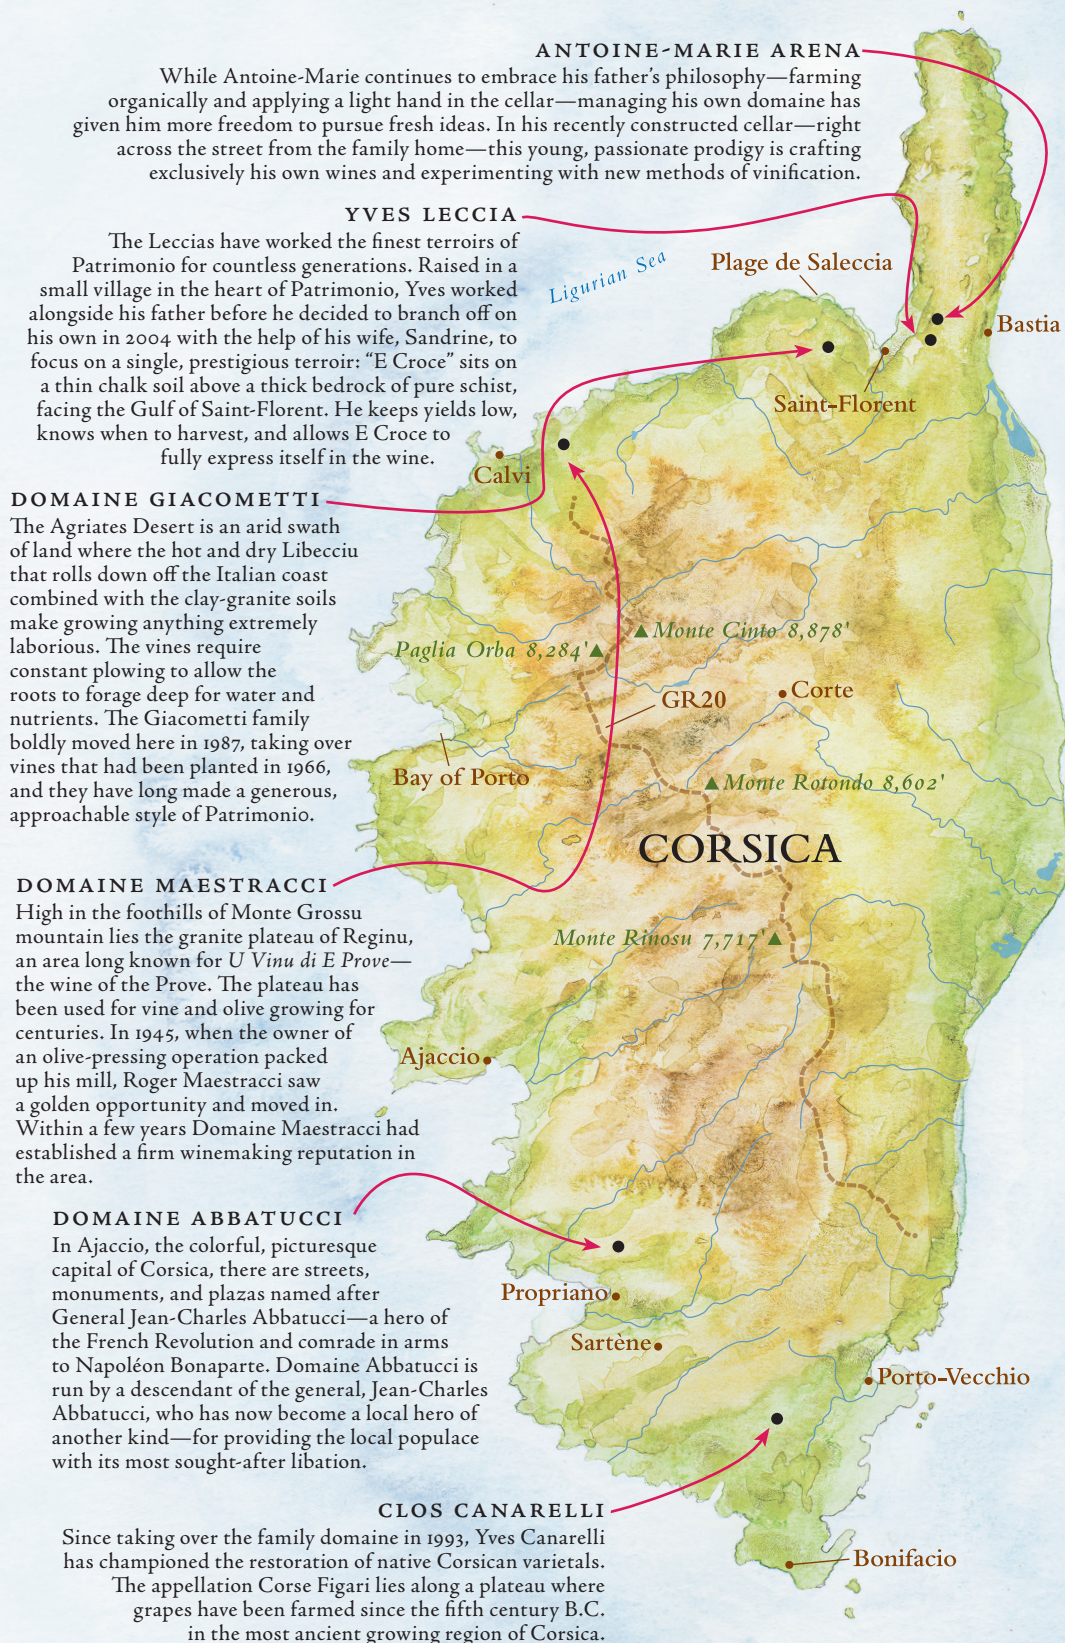 ANTOINE-MARIE ARENA
While Antoine-Marie continues to embrace his father's philosophy—farming
organically and applying a light hand in the cellar—managing his own domaine has
given him more freedom to pursue fresh ideas. In his recently constructed cellar—right
across the street from the family home—this young, passionate prodigy is crafting
exclusively his own wines and experimenting with new methods of vinification.
YVES LECCIA
The Leccias have worked the finest terroirs of
Patrimonio for countless generations. Raised in a
small village in the heart of Patrimonio, Yves worked
alongside his father before he decided to branch off on
his own in 2004 with the help of his wife, Sandrine, to
focus on a single, prestigious terroir: “E Croce” sits on
a thin chalk soil above a thick bedrock of pure schist,
facing the Gulf of Saint-Florent. He keeps yields low,
knows when to harvest, and allows E Croce to
fully express itself in the wine.
Ligurian Sea
Plage de Saleccia
Bastia
Saint-Florent
Calvi
DOMAINE GIACOMETTI
The Agriates Desert is an arid swath
of land where the hot and dry Libecciu
that rolls down off the Italian coast
combined with the clay-granite soils
make growing anything extremely
laborious. The vines require
constant plowing to allow the
roots to forage deep for water and
nutrients. The Giacometti family
boldly moved here in 1987, taking over
vines that had been planted in 1966,
and they have long made a generous,
approachable style of Patrimonio.
Monte Cinto 8,878'
Paglia Orba 8,284'
GR20
Corte
Bay of Porto
Monte Rotondo 8,602'
CORSICA
DOMAINE MAESTRACCI
High in the foothills of Monte Grossu
mountain lies the granite plateau of Reginu,
an area long known for U Vinu di E Prove—
the wine of the Prove. The plateau has
been used for vine and olive growing for
centuries. In 1945, when the owner of
an olive-pressing operation packed
up his mill, Roger Maestracci saw
a golden opportunity and moved in.
Within a few years Domaine Maestracci had
established a firm winemaking reputation in
the area.
Monte Rinosu 7,717'
Ajaccio
DOMAINE ABBATUCCI
In Ajaccio, the colorful, picturesque
capital of Corsica, there are streets,
monuments, and plazas named after
General Jean-Charles Abbatucci—a hero of
the French Revolution and comrade in arms
to Napoléon Bonaparte. Domaine Abbatucci is
run by a descendant of the general, Jean-Charles
Abbatucci, who has now become a local hero of
another kind—for providing the local populace
with its most sought-after libation.
Propriano
Sartène
Porto-Vecchio
CLOS CANARELLI
Since taking over the family domaine in 1993, Yves Canarelli
has championed the restoration of native Corsican varietals.
The appellation Corse Figari lies along a plateau where
grapes have been farmed since the fifth century B.C.
in the most ancient growing region of Corsica.
Bonifacio